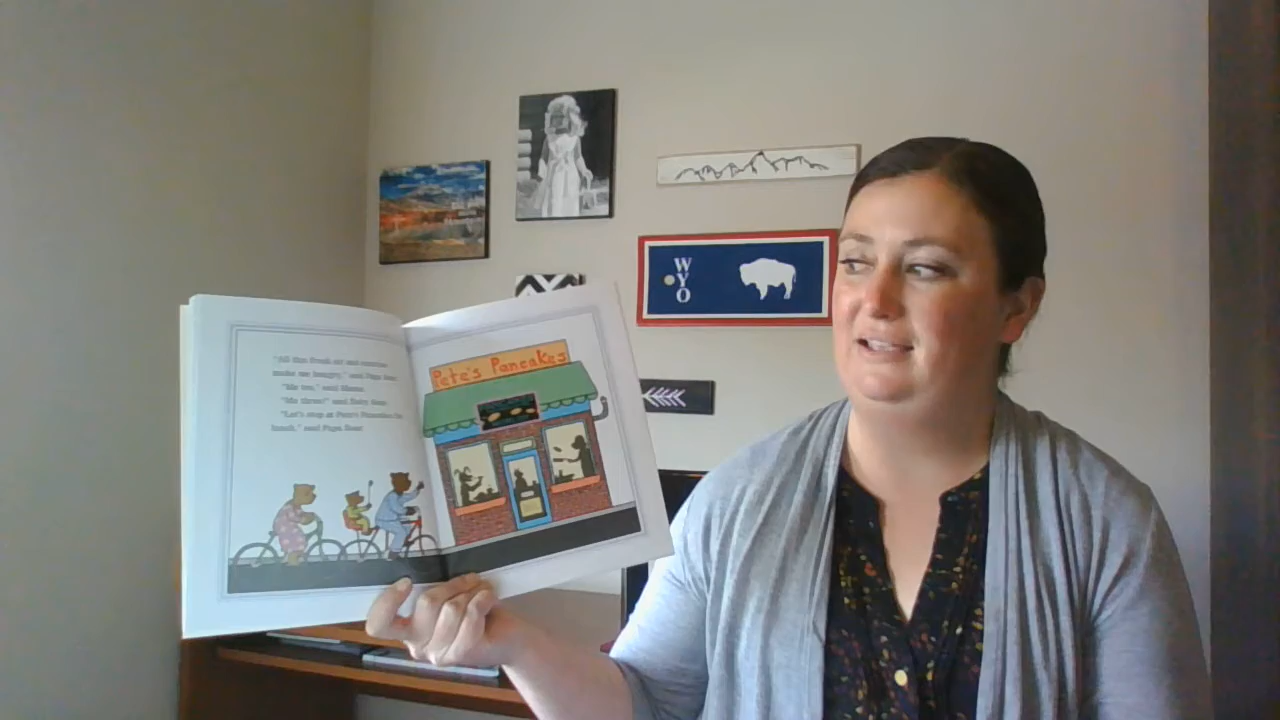 "All this fresh air and exercise
make me hungry," said Papa Bear.
"Me too," said Mama.
"Me three!" said Baby Bear.
"Let's stop at Pete's Pancakes for
lunch," said Papa Bear.
Pete's Pancakes
WYO